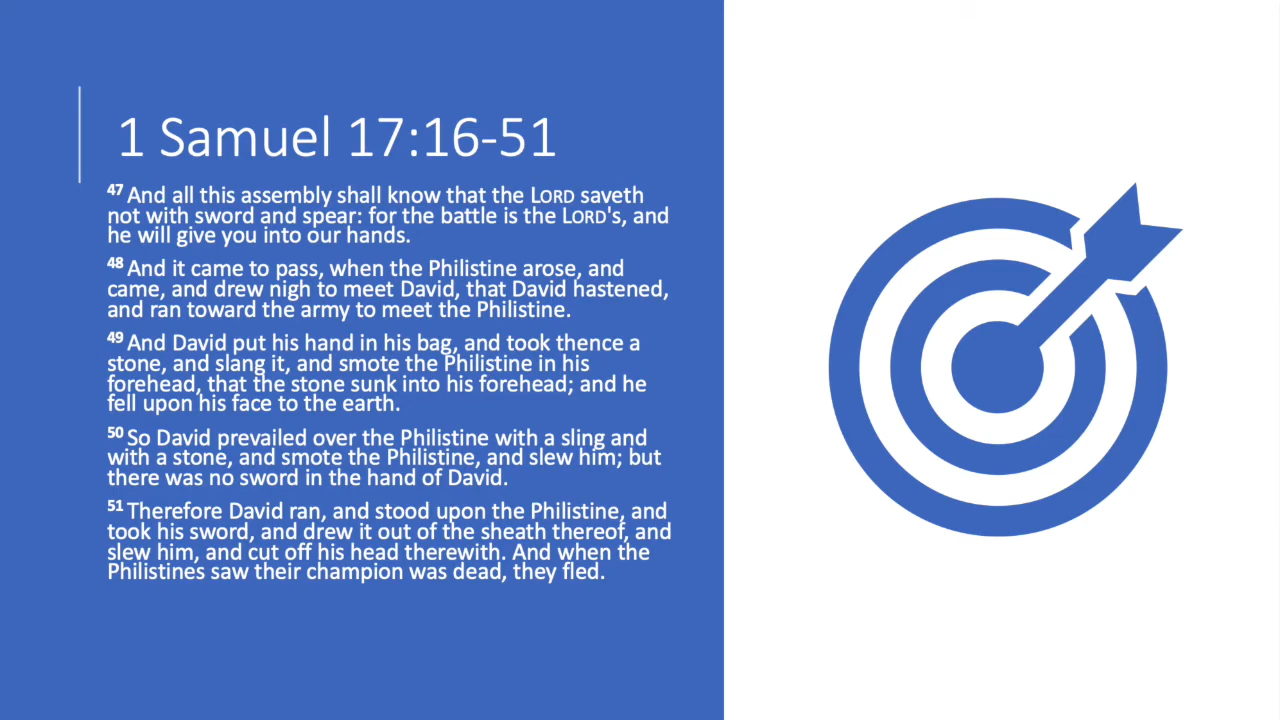 1 Samuel 17:16-51
47 And all this assembly shall know that the LORD saveth
not with sword and spear: for the battle is the LORD's, and
he will give you into our hands.
48 And it came to pass, when the Philistine arose, and
came, and drew nigh to meet David, that David hastened,
and ran toward the army to meet the Philistine.
49 And David put his hand in his bag, and took thence a
stone, and slang it, and smote the Philistine in his
forehead, that the stone sunk into his forehead; and he
fell upon his face to the earth.
50 So David prevailed over the Philistine with a sling and
with a stone, and smote the Philistine, and slew him; but
there was no sword in the hand of David.
51 Therefore David ran, and stood upon the Philistine, and
took his sword, and drew it out of the sheath thereof, and
slew him, and cut off his head therewith. And when the
Philistines saw their champion was dead, they fled.